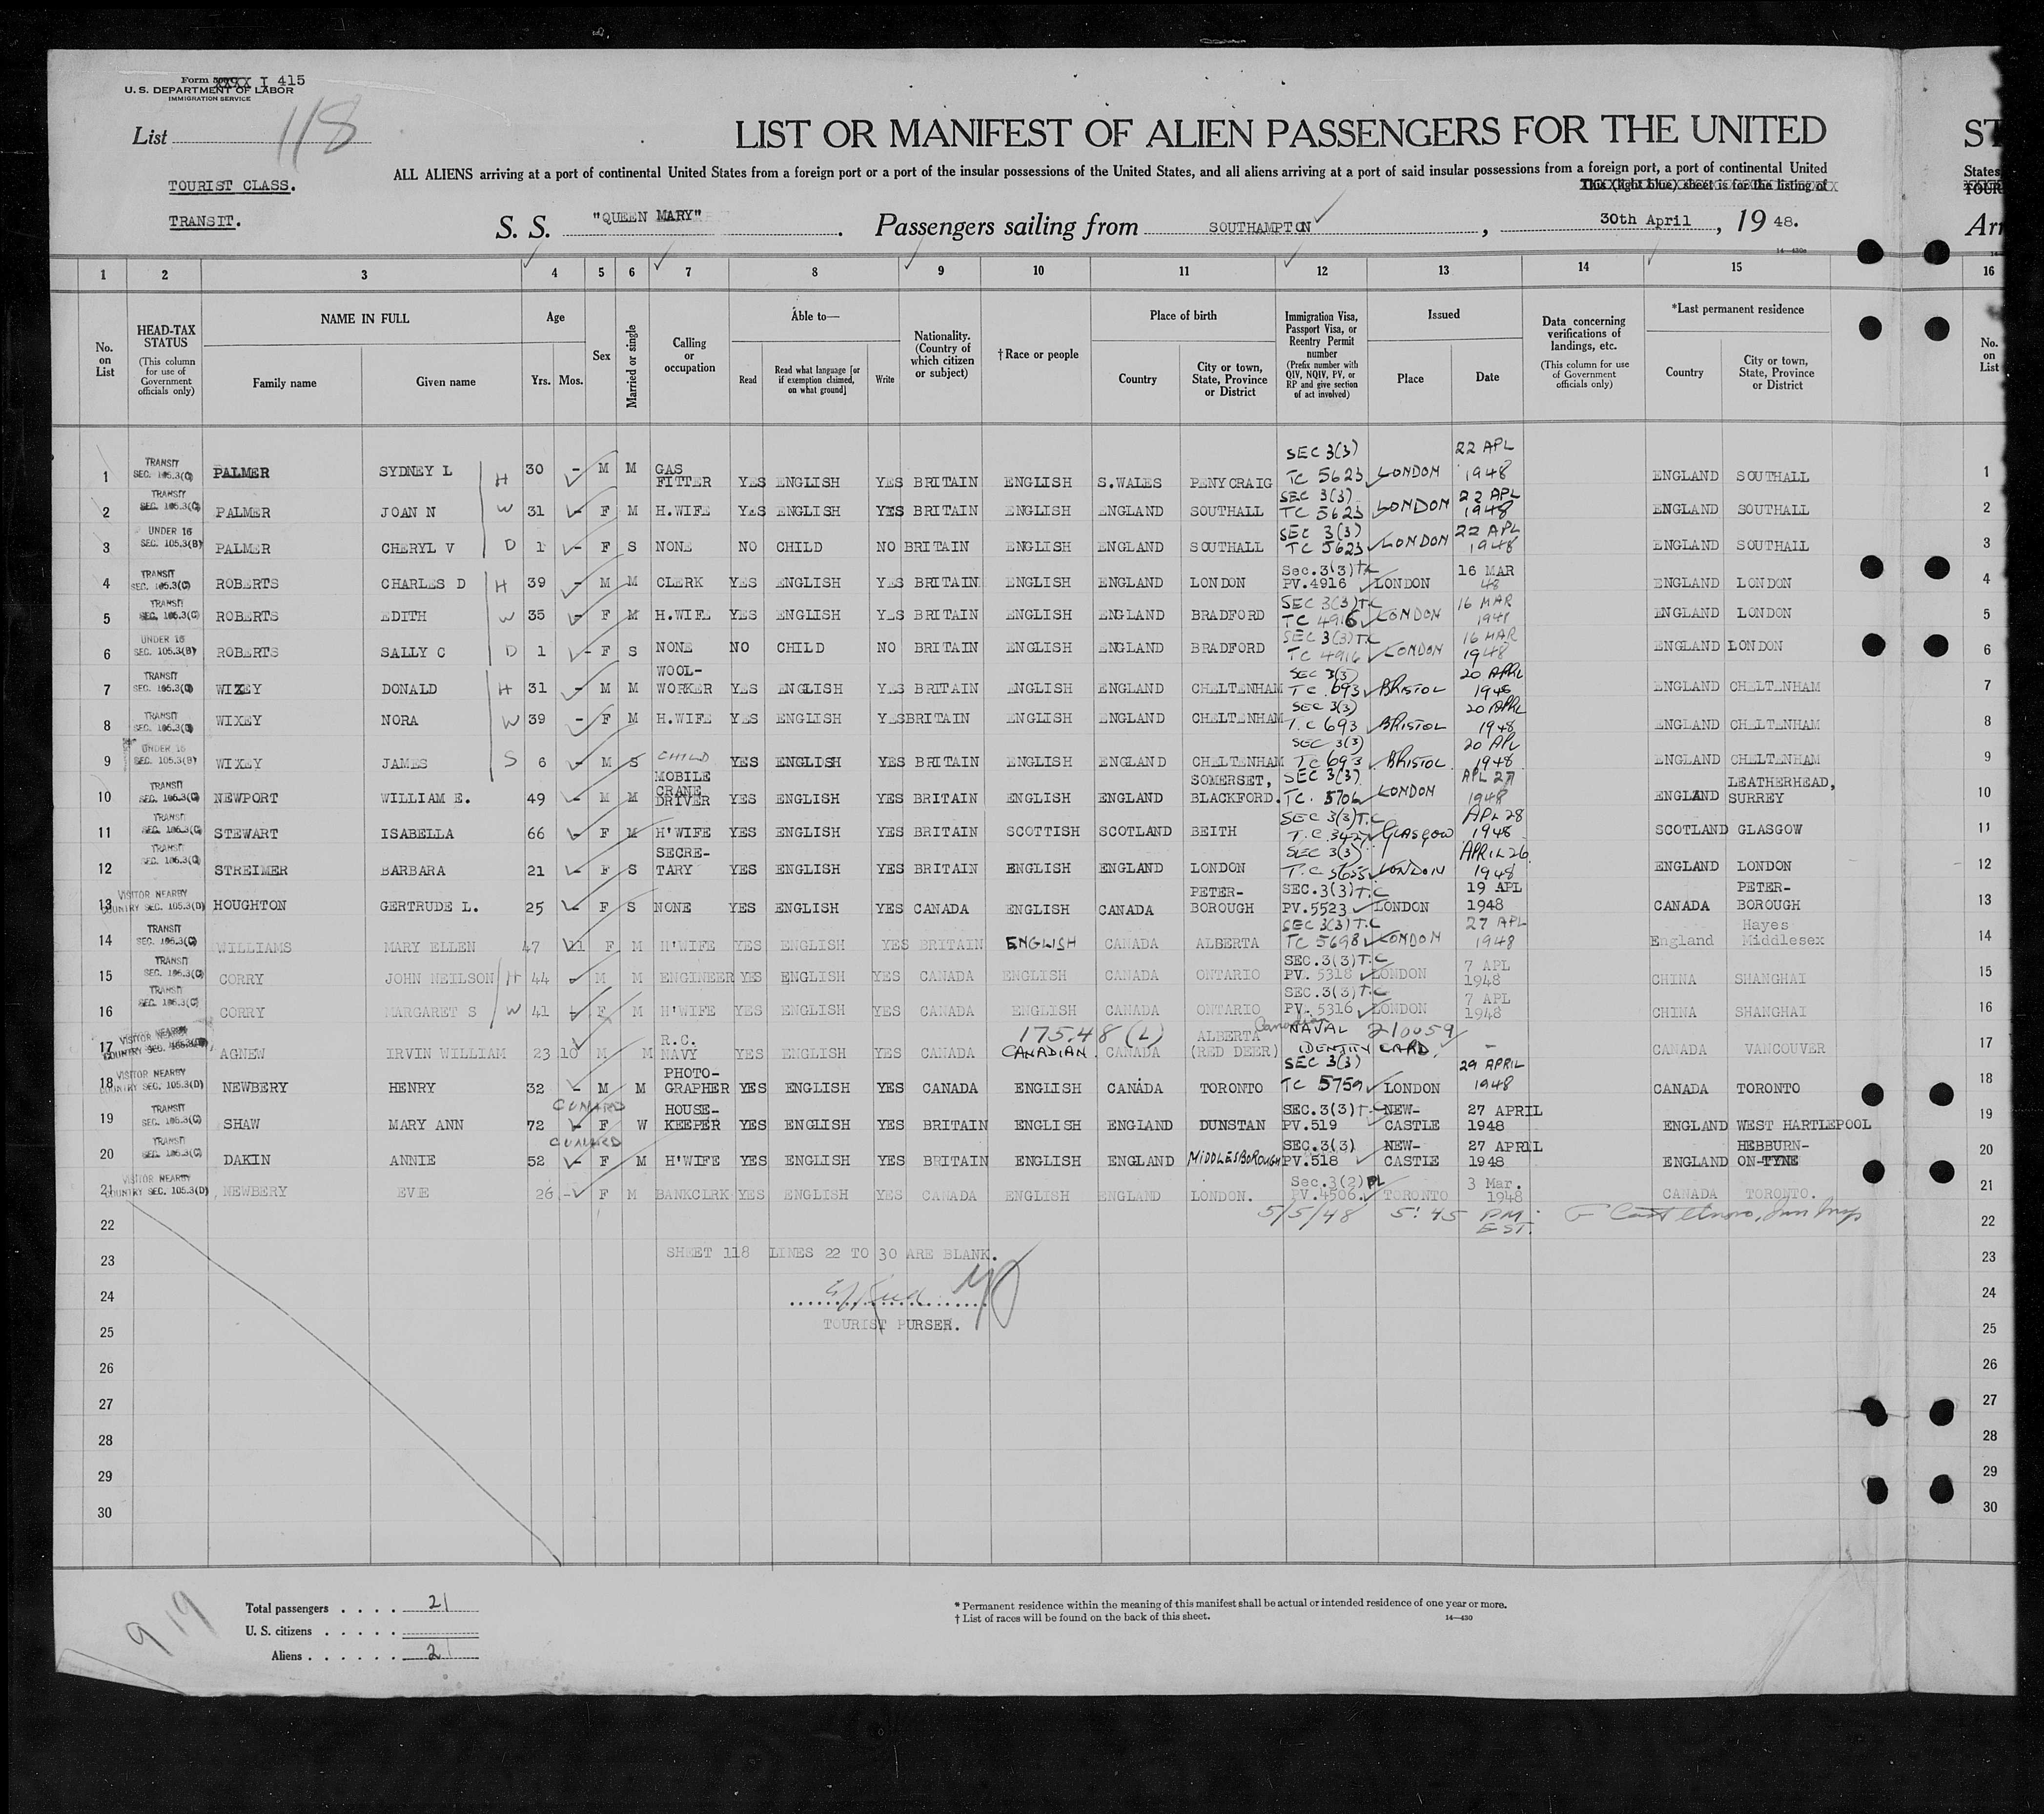 Form XXXX I 415
U. S. DEPARTMENT OF LABOR
IMMIGRATION SERVICE
List 118
LIST OR MANIFEST OF ALIEN PASSENGERS FOR THE UNITED
ST
ALL ALIENS arriving at a port of continental United States from a foreign port or a port of the insular possessions of the United States, and all aliens arriving at a port of said insular possessions from a foreign port, a port of continental United
States
This (light blue) sheet is for the listing of
TOUR
TOURIST CLASS.
TRANSIT.
S. S. "QUEEN MARY" . Passengers sailing from SOUTHAMPTON , 30th April , 19 48.
Arr
14—430c
1 2 3 4 5 6 7 8 9 10 11 12 13 14 15 16
No. on List
HEAD-TAX STATUS (This column for use of Government officials only)
NAME IN FULL Family name Given name
Age Yrs. Mos.
Sex
Married or single
Calling or occupation
Able to— Read Read what language [or if exemption claimed, on what ground] Write
Nationality. (Country of which citizen or subject)
†Race or people
Place of birth Country City or town, State, Province or District
Immigration Visa, Passport Visa, or Reentry Permit number (Prefix number with QIV, NQIV, PV, or RP and give section of act involved)
Issued Place Date
Data concerning verifications of landings, etc. (This column for use of Government officials only)
*Last permanent residence Country City or town, State, Province or District
No. on List
1 TRANSIT SEC. 105.3(C) PALMER SYDNEY L H 30 - M M GAS FITTER YES ENGLISH YES BRITAIN ENGLISH S.WALES PENYCRAIG SEC 3(3) TC 5623 LONDON 22 APL 1948 ENGLAND SOUTHALL 1
2 TRANSIT SEC. 105.3(C) PALMER JOAN N W 31 - F M H.WIFE YES ENGLISH YES BRITAIN ENGLISH ENGLAND SOUTHALL SEC 3(3) TC 5623 LONDON 22 APL 1948 ENGLAND SOUTHALL 2
3 UNDER 16 SEC. 105.3(B) PALMER CHERYL V D 1 - F S NONE NO CHILD NO BRITAIN ENGLISH ENGLAND SOUTHALL SEC 3(3) TC 5623 LONDON 22 APL 1948 ENGLAND SOUTHALL 3
4 TRANSIT SEC. 105.3(C) ROBERTS CHARLES D H 39 - M M CLERK YES ENGLISH YES BRITAIN ENGLISH ENGLAND LONDON Sec.3(3)TC PV.4916 LONDON 16 MAR 48 ENGLAND LONDON 4
5 TRANSIT SEC. 105.3(C) ROBERTS EDITH W 35 - F M H.WIFE YES ENGLISH YES BRITAIN ENGLISH ENGLAND BRADFORD SEC 3(3)T.C TC 4916 LONDON 16 MAR 1948 ENGLAND LONDON 5
6 UNDER 16 SEC. 105.3(B) ROBERTS SALLY C D 1 - F S NONE NO CHILD NO BRITAIN ENGLISH ENGLAND BRADFORD SEC 3(3)T.C TC 4916 LONDON 16 MAR 1948 ENGLAND LONDON 6
7 TRANSIT SEC. 105.3(C) WIXEY DONALD H 31 - M M WOOL- WORKER YES ENGLISH YES BRITAIN ENGLISH ENGLAND CHELTENHAM SEC 3(3) T C. 693 BRISTOL 20 APRIL 1948 ENGLAND CHELTENHAM 7
8 TRANSIT SEC. 105.3(C) WIXEY NORA W 39 - F M H.WIFE YES ENGLISH YES BRITAIN ENGLISH ENGLAND CHELTENHAM SEC 3(3) T.C 693 BRISTOL 20 APRL 1948 ENGLAND CHELTENHAM 8
9 UNDER 16 SEC. 105.3(B) WIXEY JAMES S 6 - M S CHILD YES ENGLISH YES BRITAIN ENGLISH ENGLAND CHELTENHAM SEC 3(3) TC 693 BRISTOL 20 APL 1948 ENGLAND CHELTENHAM 9
10 TRANSIT SEC. 105.3(C) NEWPORT WILLIAM E. 49 - M M MOBILE CRANE DRIVER YES ENGLISH YES BRITAIN ENGLISH ENGLAND SOMERSET, BLACKFORD. SEC 3(3) TC. 5706 LONDON APL 27 1948 ENGLAND LEATHERHEAD, SURREY 10
11 TRANSIT SEC. 105.3(C) STEWART ISABELLA 66 - F M H'WIFE YES ENGLISH YES BRITAIN SCOTTISH SCOTLAND BEITH SEC 3(3)T.C T.C. 3427 GLASGOW APL 28 1948 SCOTLAND GLASGOW 11
12 TRANSIT SEC. 105.3(C) STREIMER BARBARA 21 - F S SECRE- TARY YES ENGLISH YES BRITAIN ENGLISH ENGLAND LONDON SEC 3(3) T.C 5655 LONDON APRIL 26 1948 ENGLAND LONDON 12
13 VISITOR NEARBY COUNTRY SEC. 105.3(D) HOUGHTON GERTRUDE L. 25 - F S NONE YES ENGLISH YES CANADA ENGLISH CANADA PETER- BOROUGH SEC.3(3)T.C PV.5523 LONDON 19 APL 1948 CANADA PETER- BOROUGH 13
14 TRANSIT SEC. 105.3(C) WILLIAMS MARY ELLEN 47 11 F M H'WIFE YES ENGLISH YES BRITAIN ENGLISH CANADA ALBERTA SEC 3(3)T.C TC 5698 LONDON 27 APL 1948 England Hayes Middlesex 14
15 TRANSIT SEC. 105.3(C) CORRY JOHN NEILSON H 44 M M ENGINEER YES ENGLISH YES CANADA ENGLISH CANADA ONTARIO SEC.3(3)T.C PV. 5318 LONDON 7 APL 1948 CHINA SHANGHAI 15
16 TRANSIT SEC. 105.3(C) CORRY MARGARET S W 41 F M H'WIFE YES ENGLISH YES CANADA ENGLISH CANADA ONTARIO SEC.3(3)T.C PV. 5316 LONDON 7 APL 1948 CHINA SHANGHAI 16
17 VISITOR NEARBY COUNTRY SEC. 105.3(D) AGNEW IRVIN WILLIAM 23 10 M M R.C. NAVY YES ENGLISH YES CANADA 17548 (L) CANADIAN. CANADA ALBERTA (RED DEER) Canadian NAVAL 210059 IDENTITY CARD. - CANADA VANCOUVER 17
18 VISITOR NEARBY COUNTRY SEC. 105.3(D) NEWBERY HENRY 32 - M M PHOTO- GRAPHER YES ENGLISH YES CANADA ENGLISH CANADA TORONTO SEC 3(3) TC 5759 LONDON 29 APRIL 1948 CANADA TORONTO 18
19 TRANSIT SEC. 105.3(C) SHAW MARY ANN 72 - CUNARD F W HOUSE- KEEPER YES ENGLISH YES BRITAIN ENGLISH ENGLAND DUNSTAN SEC.3(3)T.C PV.519 NEW- CASTLE 27 APRIL 1948 ENGLAND WEST HARTLEPOOL 19
20 TRANSIT SEC. 105.3(C) DAKIN ANNIE 52 - CUNARD F M H'WIFE YES ENGLISH YES BRITAIN ENGLISH ENGLAND MIDDLESBOROUGH SEC.3(3) PV.518 NEW- CASTLE 27 APRIL 1948 ENGLAND HEBBURN- ON-TYNE 20
21 VISITOR NEARBY COUNTRY SEC. 105.3(D) NEWBERY EVE 26 - F M BANKCLRK YES ENGLISH YES CANADA ENGLISH ENGLAND LONDON. Sec.3(2)PL PV.4506. TORONTO 3 Mar. 1948 CANADA TORONTO. 21
22 5/5/48 5:45 PM EST. 22
23 SHEET 118 LINES 22 TO 30 ARE BLANK. 23
24 24
25 TOURIST PURSER. 25
26 26
27 27
28 28
29 29
30 30
919
Total passengers . . . . 21
U. S. citizens . . . . .
Aliens . . . . . . 21
* Permanent residence within the meaning of this manifest shall be actual or intended residence of one year or more.
† List of races will be found on the back of this sheet. 14—430